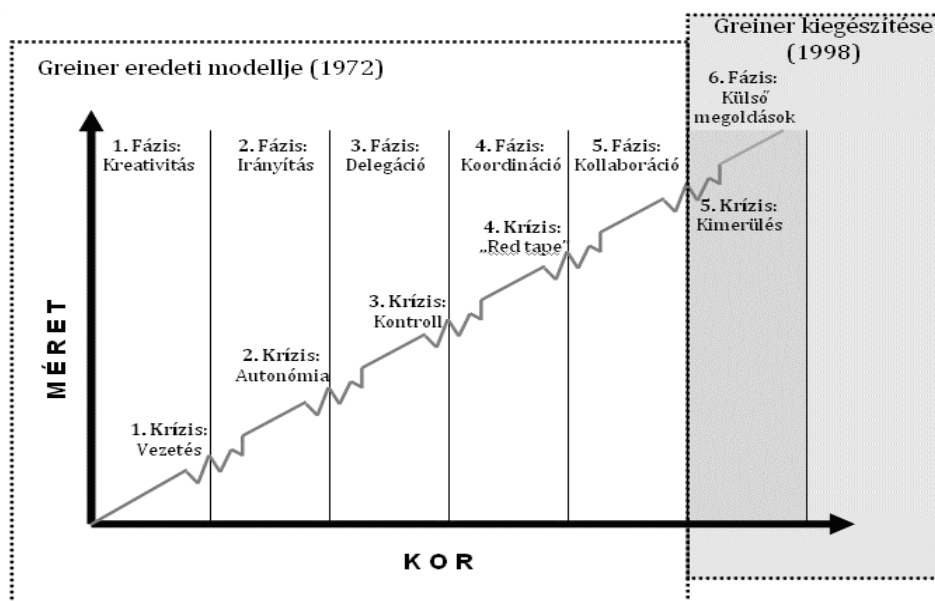 Greiner kiegészítése
(1998)
Greiner eredeti modellje (1972)
1. Fázis:
Kreativitás
2. Fázis:
Irányítás
3. Fázis:
Delegáció
4. Fázis:
Koordináció
5. Fázis:
Kollaboráció
6. Fázis:
Külső
megoldások
1. Krízis:
Vezetés
2. Krízis:
Autonómia
3. Krízis:
Kontroll
4. Krízis:
„Red tape”
5. Krízis:
Kimerülés
MÉRET
KOR